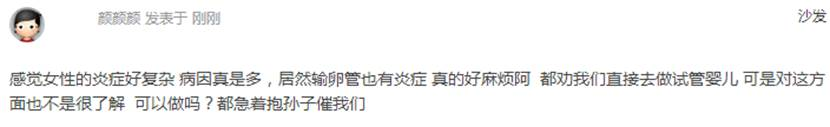 颜颜颜 发表于 刚刚 沙发
感觉女性的炎症好复杂 病因真是多，居然输卵管也有炎症 真的好麻烦阿 都劝我们直接去做试管婴儿 可是对这方
面也不是很了解 可以做吗？都急着抱孙子催我们